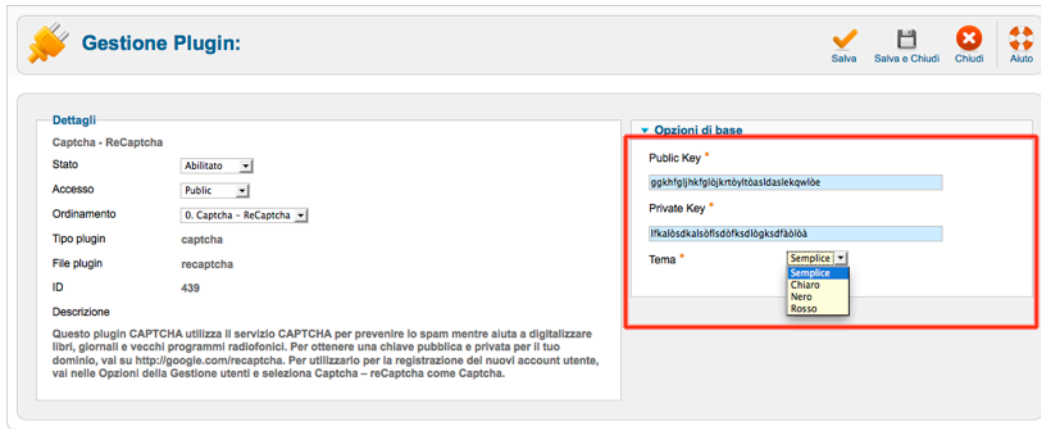 Gestione Plugin:
Salva
Salva e Chiudi
Chiudi
Aiuto
Dettagli
Captcha - ReCaptcha
Stato
Abilitato
Accesso
Public
Ordinamento
0. Captcha - ReCaptcha
Tipo plugin
captcha
File plugin
recaptcha
ID
439
Descrizione
Questo plugin CAPTCHA utilizza il servizio CAPTCHA per prevenire lo spam mentre aiuta a digitalizzare
libri, giornali e vecchi programmi radiofonici. Per ottenere una chiave pubblica e privata per il tuo
dominio, vai su http://google.com/recaptcha. Per utilizzarlo per la registrazione dei nuovi account utente,
vai nelle Opzioni della Gestione utenti e seleziona Captcha – reCaptcha come Captcha.
Opzioni di base
Public Key *
ggkhfgljhkfglòjkrtòyltòasldaslekqwlòe
Private Key *
lfkalòsdkalsòflsdòfksdlògksdfàòlòà
Tema *
Semplice
Semplice
Chiaro
Nero
Rosso